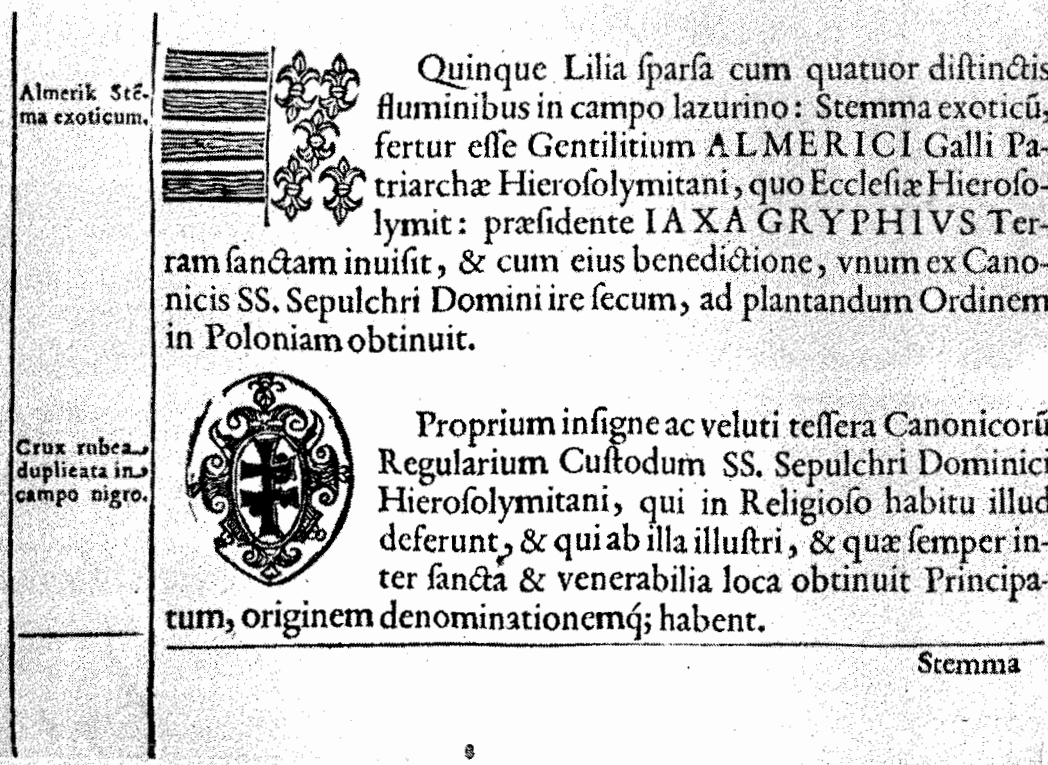 Almerik Stē-
ma exoticum.
Quinque Lilia ſparſa cum quatuor diſtinctis
fluminibus in campo lazurino: Stemma exoticū,
fertur eſſe Gentilitium ALMERICI Galli Pa-
triarchæ Hieroſolymitani, quo Eccleſiæ Hieroſo-
lymit: præſidente IAXA GRYPHIVS Ter-
ram ſanctam inuiſit, & cum eius benedictione, vnum ex Cano-
nicis SS. Sepulchri Domini ire ſecum, ad plantandum Ordinem
in Poloniam obtinuit.
Crux rubea
duplicata in
campo nigro.
Proprium inſigne ac veluti teſſera Canonicorū
Regularium Cuſtodum SS. Sepulchri Dominici
Hieroſolymitani, qui in Religioſo habitu illud
deferunt, & qui ab illa illuſtri, & quæ ſemper in-
ter ſancta & venerabilia loca obtinuit Principa-
tum, originem denominationemq́; habent.
Stemma